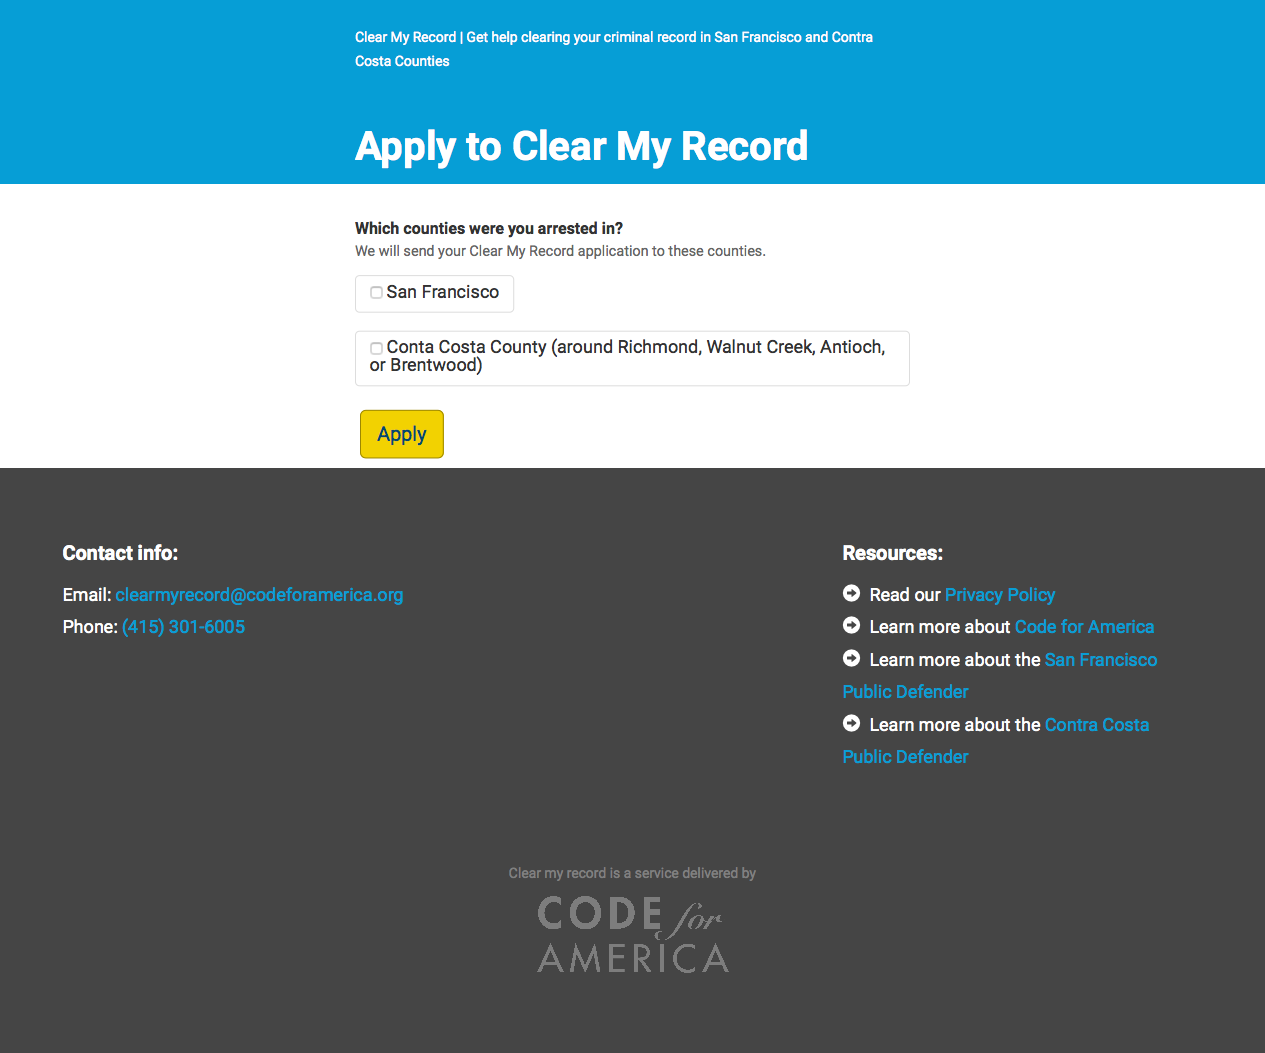 Clear My Record | Get help clearing your criminal record in San Francisco and Contra
Costa Counties
Apply to Clear My Record
Which counties were you arrested in?
We will send your Clear My Record application to these counties.
San Francisco
Conta Costa County (around Richmond, Walnut Creek, Antioch,
or Brentwood)
Apply
Contact info:
Email: clearmyrecord@codeforamerica.org
Phone: (415) 301-6005
Resources:
Read our Privacy Policy
Learn more about Code for America
Learn more about the San Francisco
Public Defender
Learn more about the Contra Costa
Public Defender
Clear my record is a service delivered by
CODE for
AMERICA